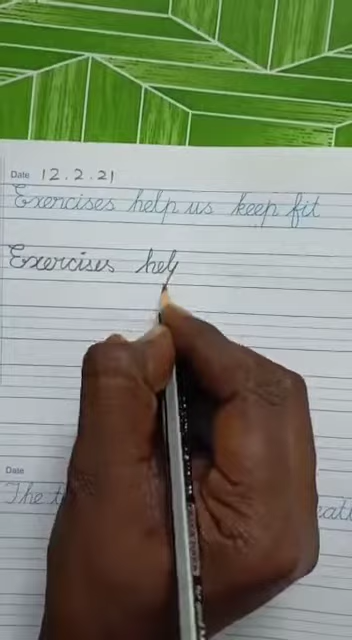 Date 12.2.21
Exercises help us keep fit
Exercises hel
Date
The